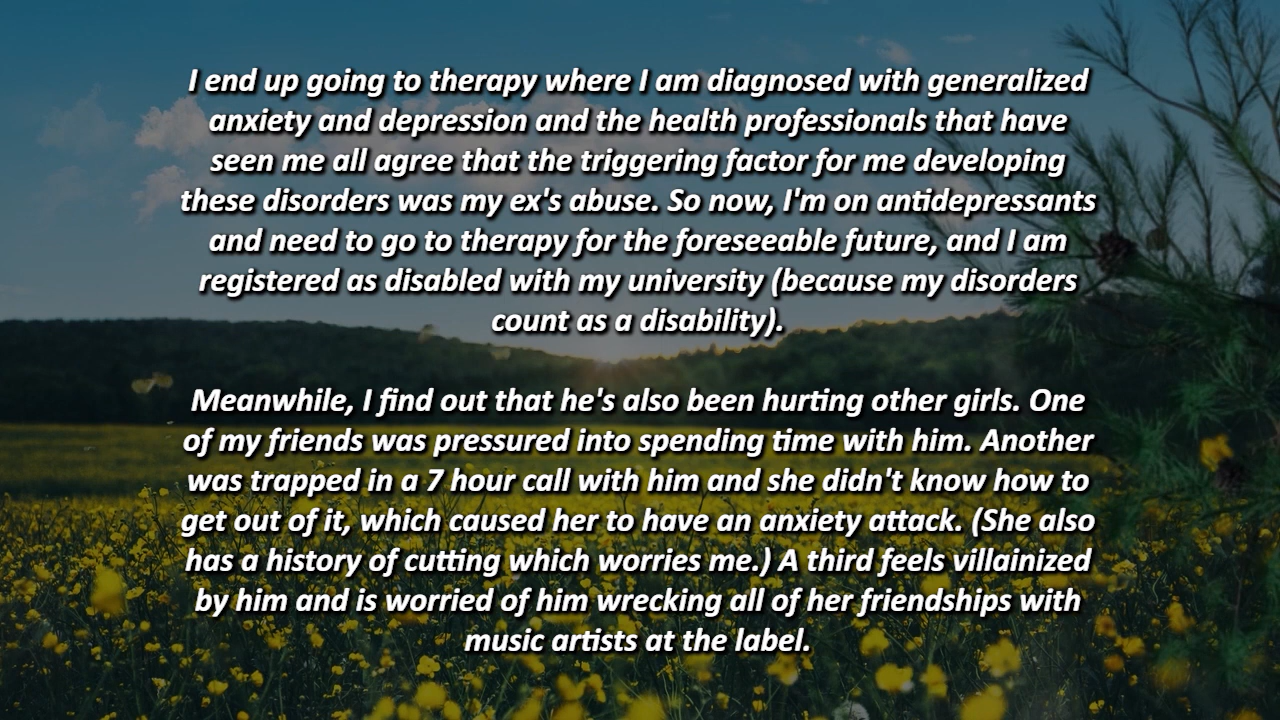 I end up going to therapy where I am diagnosed with generalized
anxiety and depression and the health professionals that have
seen me all agree that the triggering factor for me developing
these disorders was my ex's abuse. So now, I'm on antidepressants
and need to go to therapy for the foreseeable future, and I am
registered as disabled with my university (because my disorders
count as a disability).
Meanwhile, I find out that he's also been hurting other girls. One
of my friends was pressured into spending time with him. Another
was trapped in a 7 hour call with him and she didn't know how to
get out of it, which caused her to have an anxiety attack. (She also
has a history of cutting which worries me.) A third feels villainized
by him and is worried of him wrecking all of her friendships with
music artists at the label.